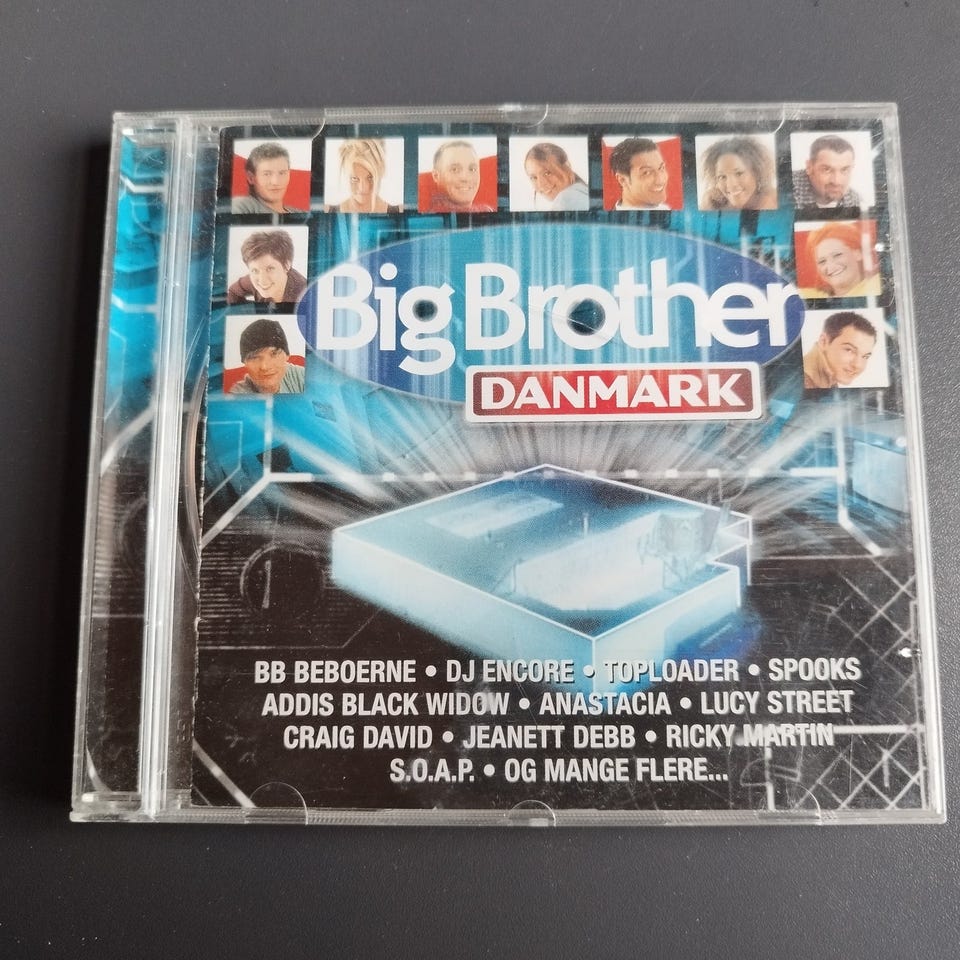 Big Brother
DANMARK
BB BEBOERNE • DJ ENCORE • TOPLOADER • SPOOKS
ADDIS BLACK WIDOW • ANASTACIA • LUCY STREET
CRAIG DAVID • JEANETT DEBB • RICKY MARTIN
S.O.A.P. • OG MANGE FLERE...